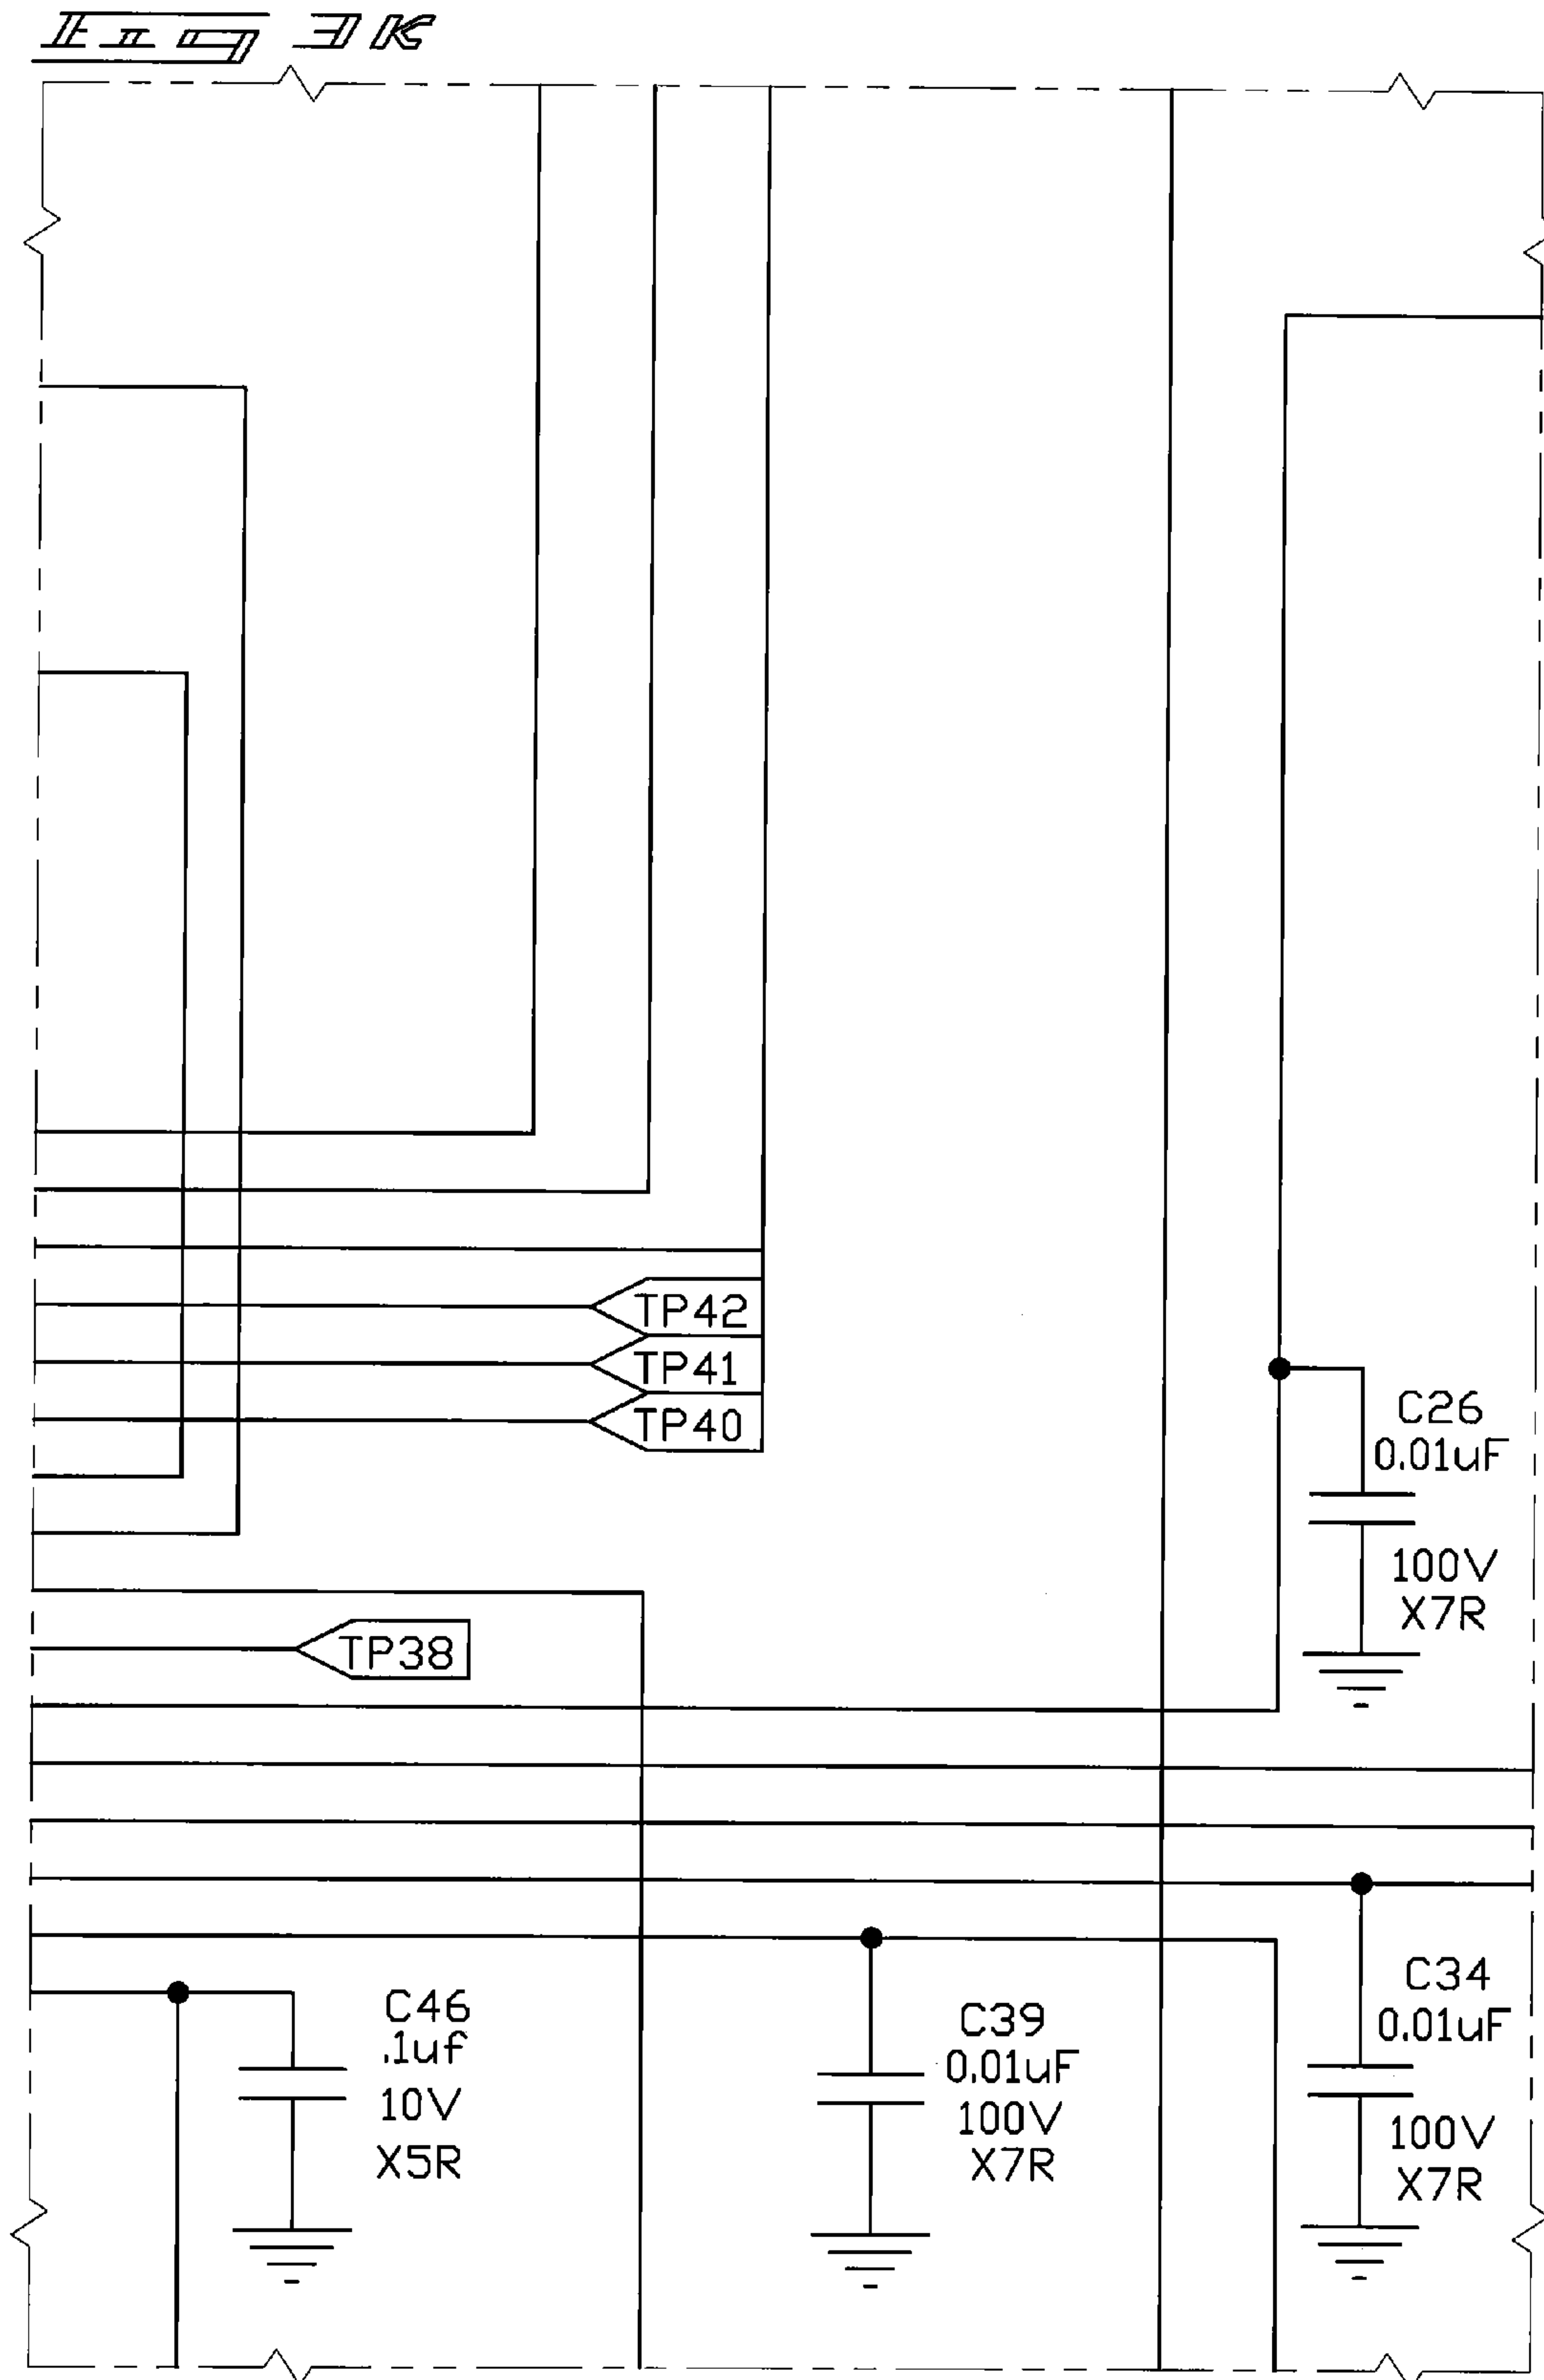 Fig 3K
TP42
TP41
TP40
C26
0.01uF
100V
X7R
TP38
C46
.1uf
10V
X5R
C39
0.01uF
100V
X7R
C34
0.01uF
100V
X7R